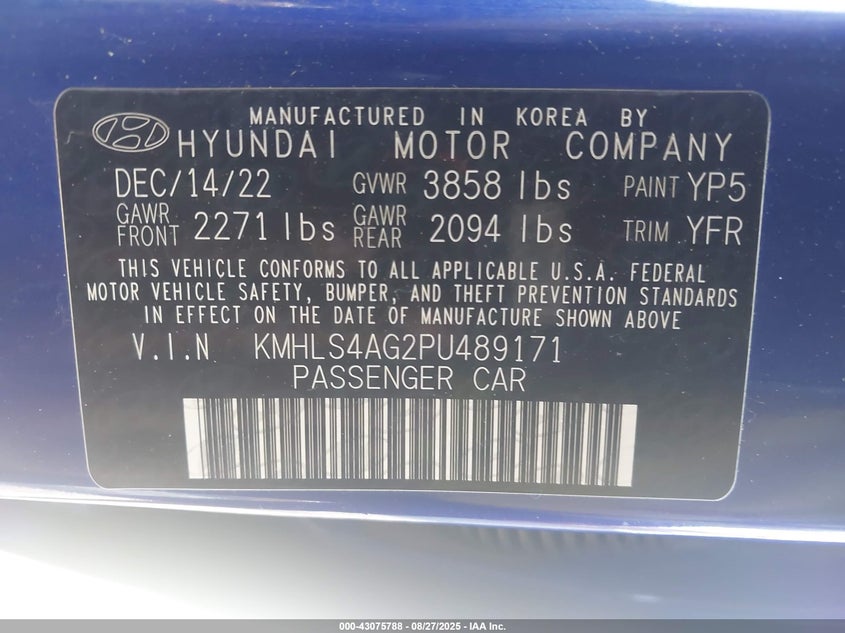 MANUFACTURED IN KOREA BY
HYUNDAI MOTOR COMPANY
DEC/14/22 GVWR 3858 lbs PAINT YP5
GAWR FRONT 2271 lbs GAWR REAR 2094 lbs TRIM YFR
THIS VEHICLE CONFORMS TO ALL APPLICABLE U.S.A. FEDERAL
MOTOR VEHICLE SAFETY, BUMPER, AND THEFT PREVENTION STANDARDS
IN EFFECT ON THE DATE OF MANUFACTURE SHOWN ABOVE
V.I.N KMHLS4AG2PU489171
PASSENGER CAR
000-43075788 - 08/27/2025 - IAA Inc.